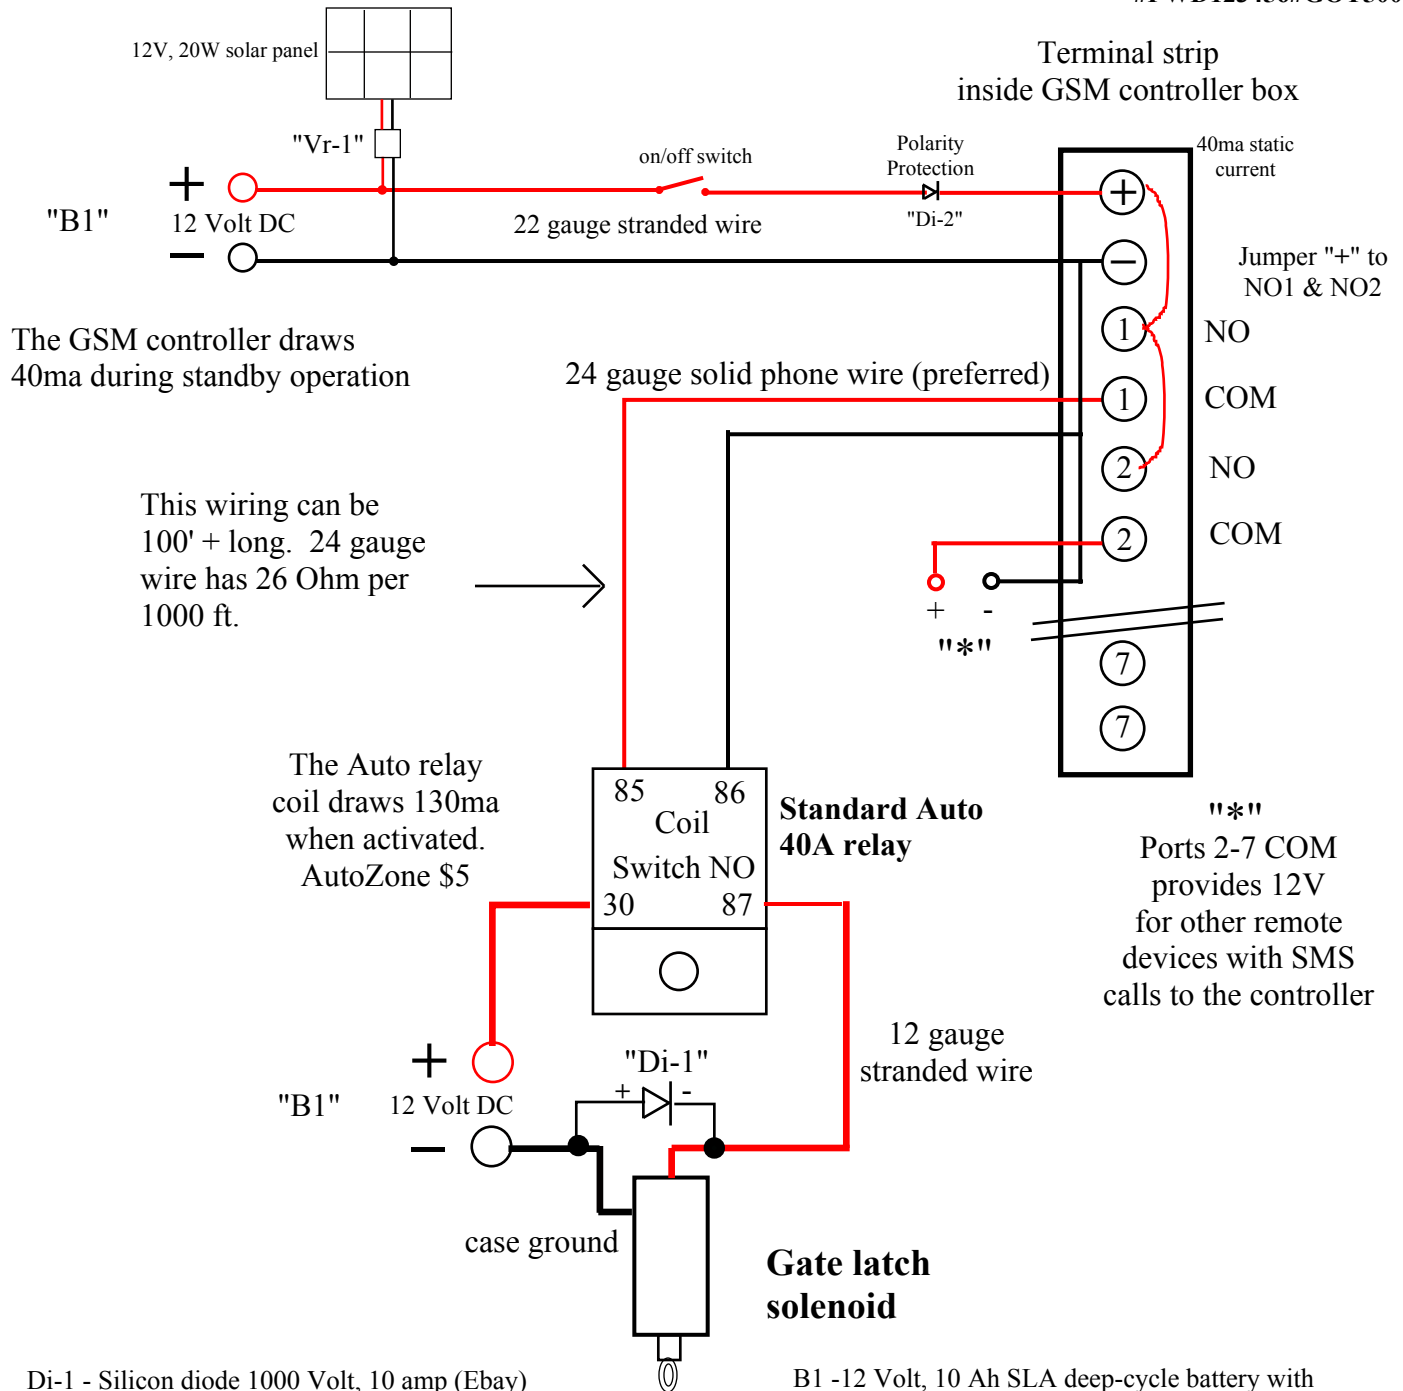 12V, 20W solar panel
"Vr-1"
Terminal strip
inside GSM controller box
on/off switch
Polarity
Protection
"Di-2"
40ma static
current
+
"B1"
12 Volt DC
−
22 gauge stranded wire
+
−
Jumper "+" to
NO1 & NO2
1
NO
The GSM controller draws
40ma during standby operation
24 gauge solid phone wire (preferred)
1
COM
2
NO
This wiring can be
100' + long. 24 gauge
wire has 26 Ohm per
1000 ft.
2
COM
+ -
"*"
7
7
The Auto relay
coil draws 130ma
when activated.
AutoZone $5
85 86
Coil
Switch NO
30 87
Standard Auto
40A relay
"*"
Ports 2-7 COM
provides 12V
for other remote
devices with SMS
calls to the controller
12 gauge
stranded wire
+
"B1"
12 Volt DC
−
"Di-1"
+ -
case ground
Gate latch
solenoid
Di-1 - Silicon diode 1000 Volt, 10 amp (Ebay)
B1 -12 Volt, 10 Ah SLA deep-cycle battery with